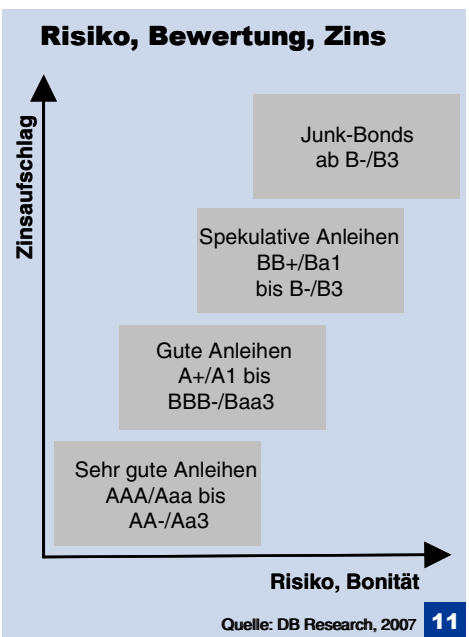 Risiko, Bewertung, Zins
Zinsaufschlag
Junk-Bonds
ab B-/B3
Spekulative Anleihen
BB+/Ba1
bis B-/B3
Gute Anleihen
A+/A1 bis
BBB-/Baa3
Sehr gute Anleihen
AAA/Aaa bis
AA-/Aa3
Risiko, Bonität
Quelle: DB Research, 2007
11